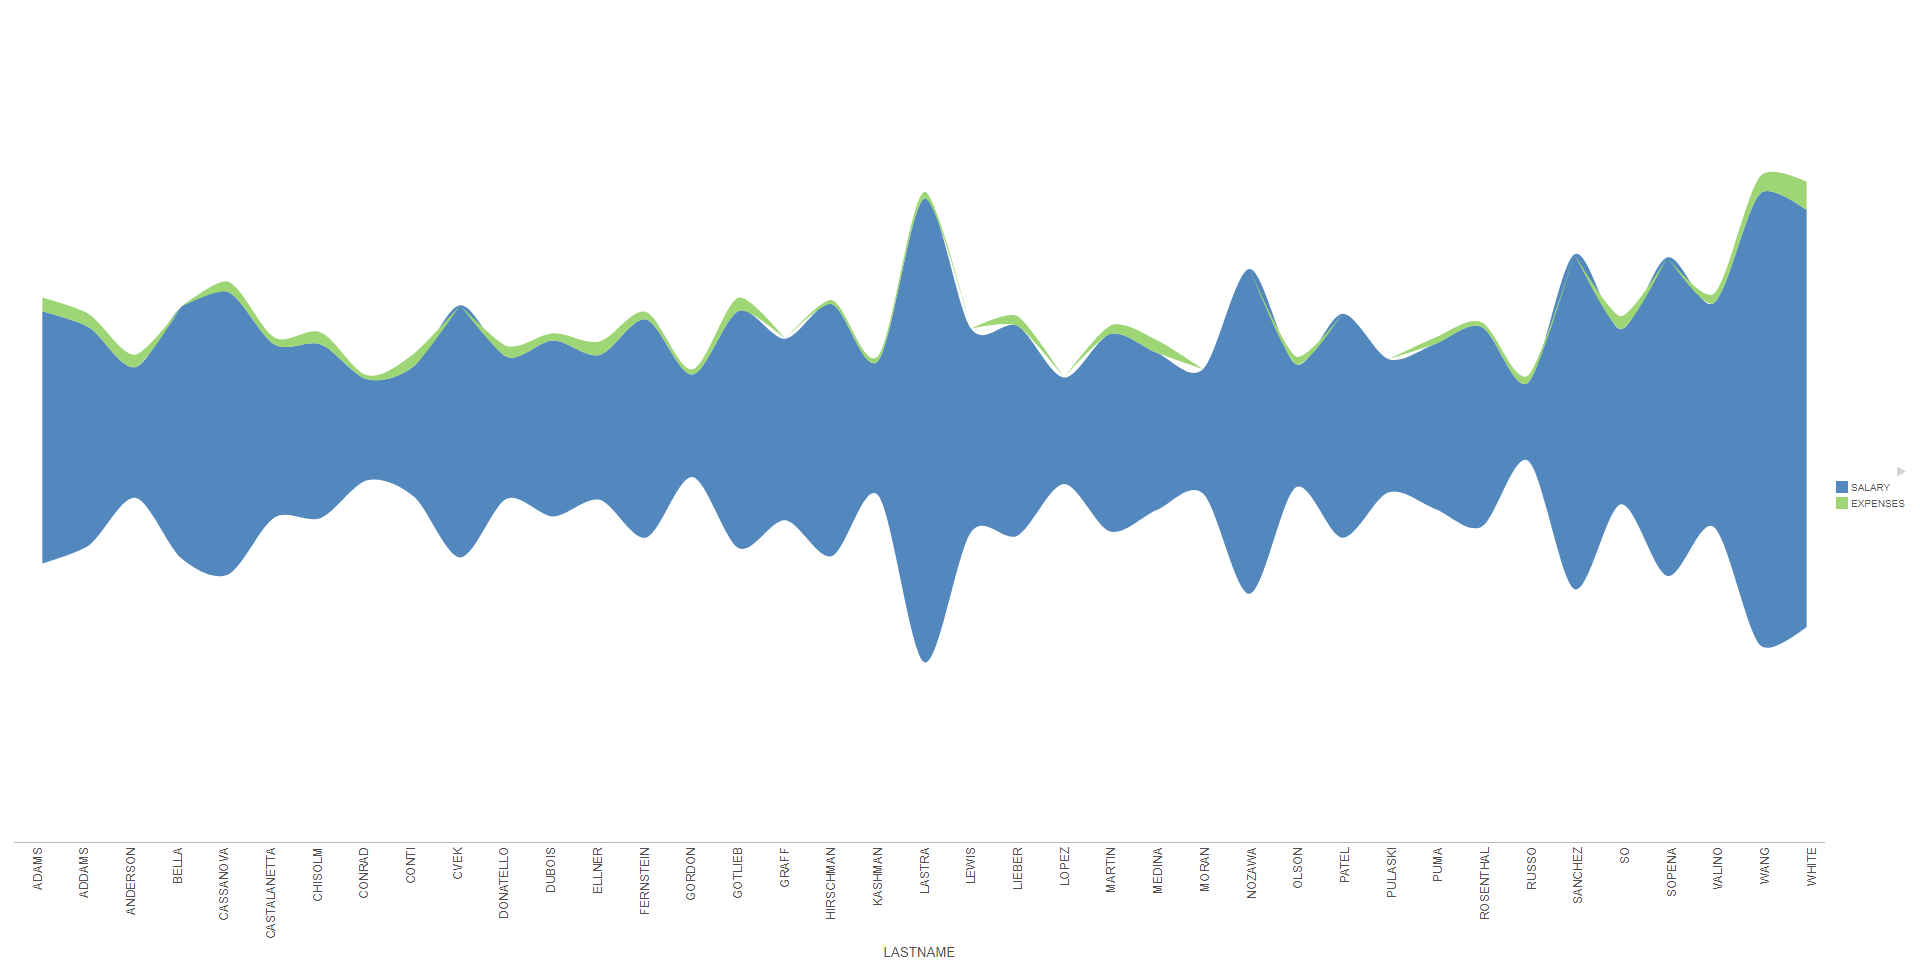 SALARY
EXPENSES
ADAMS
ADDAMS
ANDERSON
BELLA
CASSANOVA
CASTALANETTA
CHISOLM
CONRAD
CONTI
CVEK
DONATELLO
DUBOIS
ELLNER
FERNSTEIN
GORDON
GOTLIEB
GRAFF
HIRSCHMAN
KASHMAN
LASTRA
LEWIS
LIEBER
LOPEZ
MARTIN
MEDINA
MORAN
NOZAWA
OLSON
PATEL
PULASKI
PUMA
ROSENTHAL
RUSSO
SANCHEZ
SO
SOPENA
VALINO
WANG
WHITE
LASTNAME